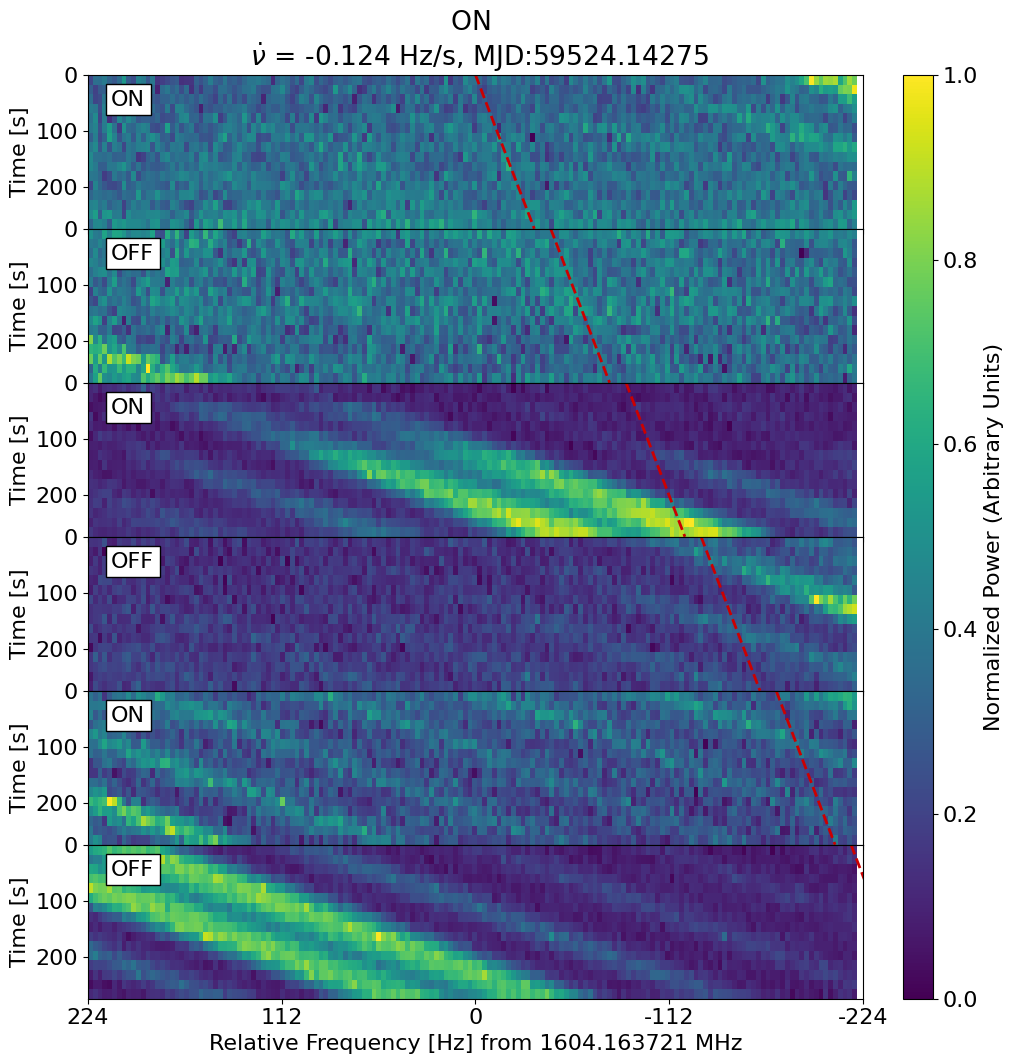 ON
ν̇ = -0.124 Hz/s, MJD:59524.14275
0
ON
100
Time [s]
200
0
OFF
100
Time [s]
200
0
ON
100
Time [s]
200
0
OFF
100
Time [s]
200
0
ON
100
Time [s]
200
0
OFF
100
Time [s]
200
224 112 0 -112 -224
Relative Frequency [Hz] from 1604.163721 MHz
1.0
0.8
0.6
0.4
0.2
0.0
Normalized Power (Arbitrary Units)